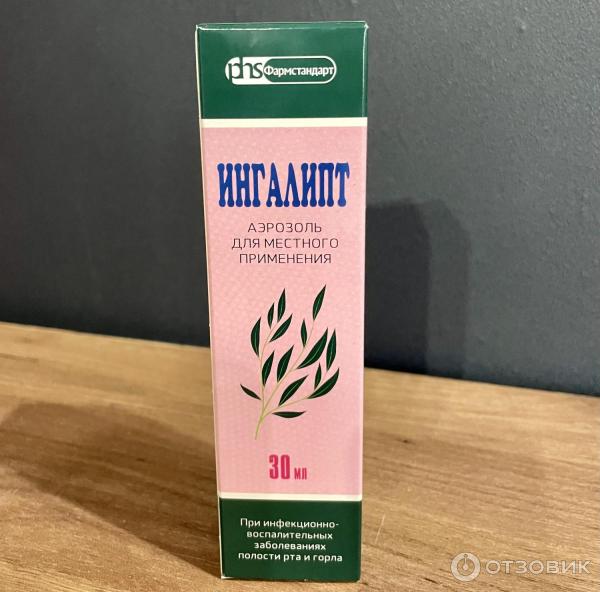 phs Фармстандарт
ИНГАЛИПТ
АЭРОЗОЛЬ
ДЛЯ МЕСТНОГО
ПРИМЕНЕНИЯ
30 мл
При инфекционно-
воспалительных
заболеваниях
полости рта и горла
ОТЗОВИК